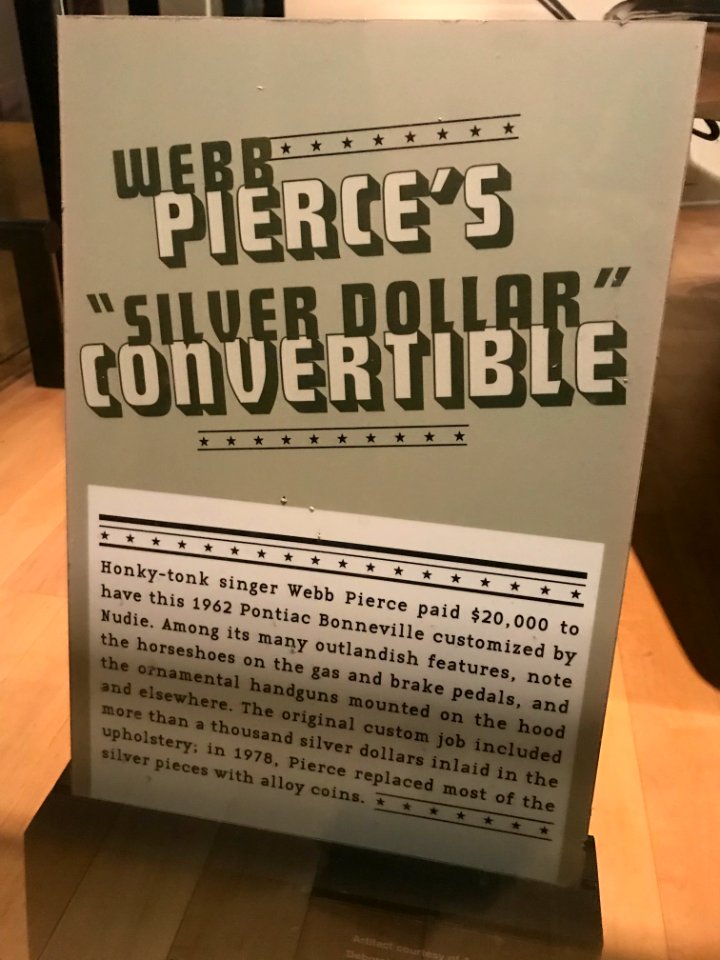 WEBB
PIERCE'S
"SILVER DOLLAR"
CONVERTIBLE
Honky-tonk singer Webb Pierce paid $20,000 to
have this 1962 Pontiac Bonneville customized by
Nudie. Among its many outlandish features, note
the horseshoes on the gas and brake pedals, and
the ornamental handguns mounted on the hood
and elsewhere. The original custom job included
more than a thousand silver dollars inlaid in the
upholstery; in 1978, Pierce replaced most of the
silver pieces with alloy coins.
Artifact courtesy of